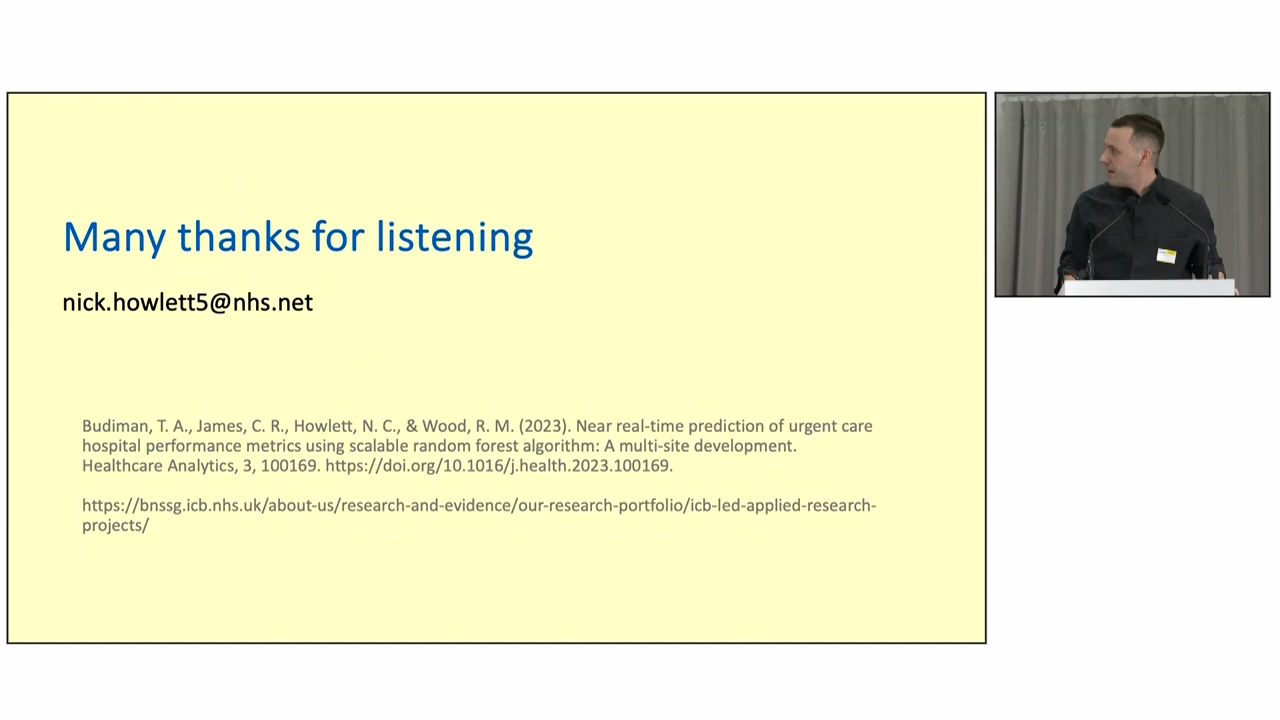 Many thanks for listening
nick.howlett5@nhs.net
Budiman, T. A., James, C. R., Howlett, N. C., & Wood, R. M. (2023). Near real-time prediction of urgent care
hospital performance metrics using scalable random forest algorithm: A multi-site development.
Healthcare Analytics, 3, 100169. https://doi.org/10.1016/j.health.2023.100169.
https://bnssg.icb.nhs.uk/about-us/research-and-evidence/our-research-portfolio/icb-led-applied-research-
projects/